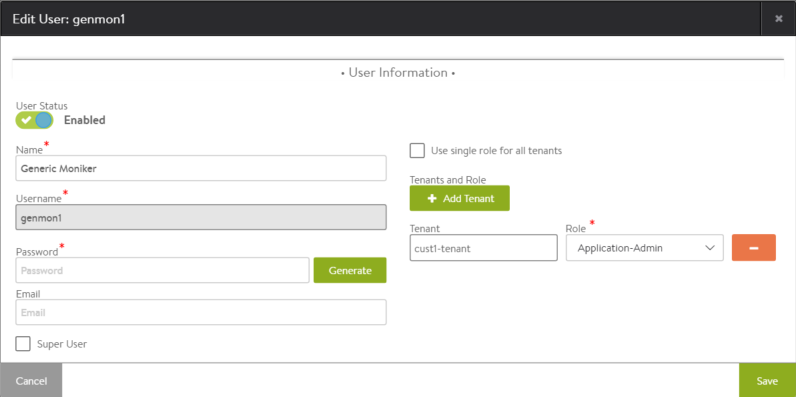 Edit User: genmon1
• User Information •
User Status
Enabled
Name*
Generic Moniker
Username*
genmon1
Password*
Password
Generate
Email
Email
Super User
Use single role for all tenants
Tenants and Role
+ Add Tenant
Tenant
Role *
cust1-tenant
Application-Admin
Cancel
Save